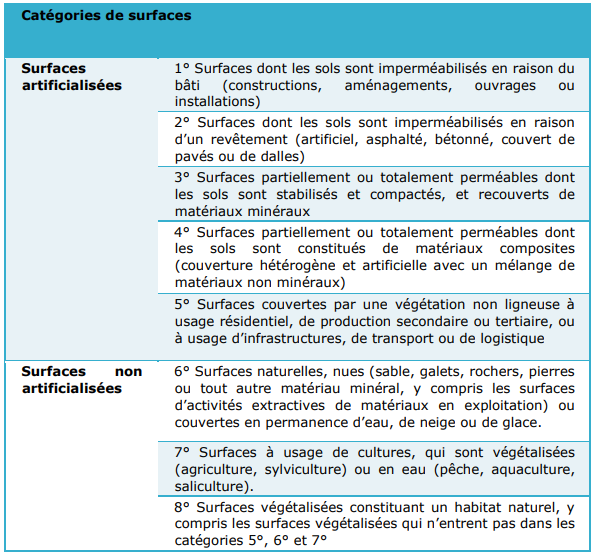 Catégories de surfaces
Surfaces
artificialisées
1° Surfaces dont les sols sont imperméabilisés en raison du
bâti (constructions, aménagements, ouvrages ou
installations)
2° Surfaces dont les sols sont imperméabilisés en raison
d’un revêtement (artificiel, asphalté, bétonné, couvert de
pavés ou de dalles)
3° Surfaces partiellement ou totalement perméables dont
les sols sont stabilisés et compactés, et recouverts de
matériaux minéraux
4° Surfaces partiellement ou totalement perméables dont
les sols sont constitués de matériaux composites
(couverture hétérogène et artificielle avec un mélange de
matériaux non minéraux)
5° Surfaces couvertes par une végétation non ligneuse à
usage résidentiel, de production secondaire ou tertiaire, ou
à usage d’infrastructures, de transport ou de logistique
Surfaces non
artificialisées
6° Surfaces naturelles, nues (sable, galets, rochers, pierres
ou tout autre matériau minéral, y compris les surfaces
d’activités extractives de matériaux en exploitation) ou
couvertes en permanence d’eau, de neige ou de glace.
7° Surfaces à usage de cultures, qui sont végétalisées
(agriculture, sylviculture) ou en eau (pêche, aquaculture,
saliculture).
8° Surfaces végétalisées constituant un habitat naturel, y
compris les surfaces végétalisées qui n’entrent pas dans les
catégories 5°, 6° et 7°